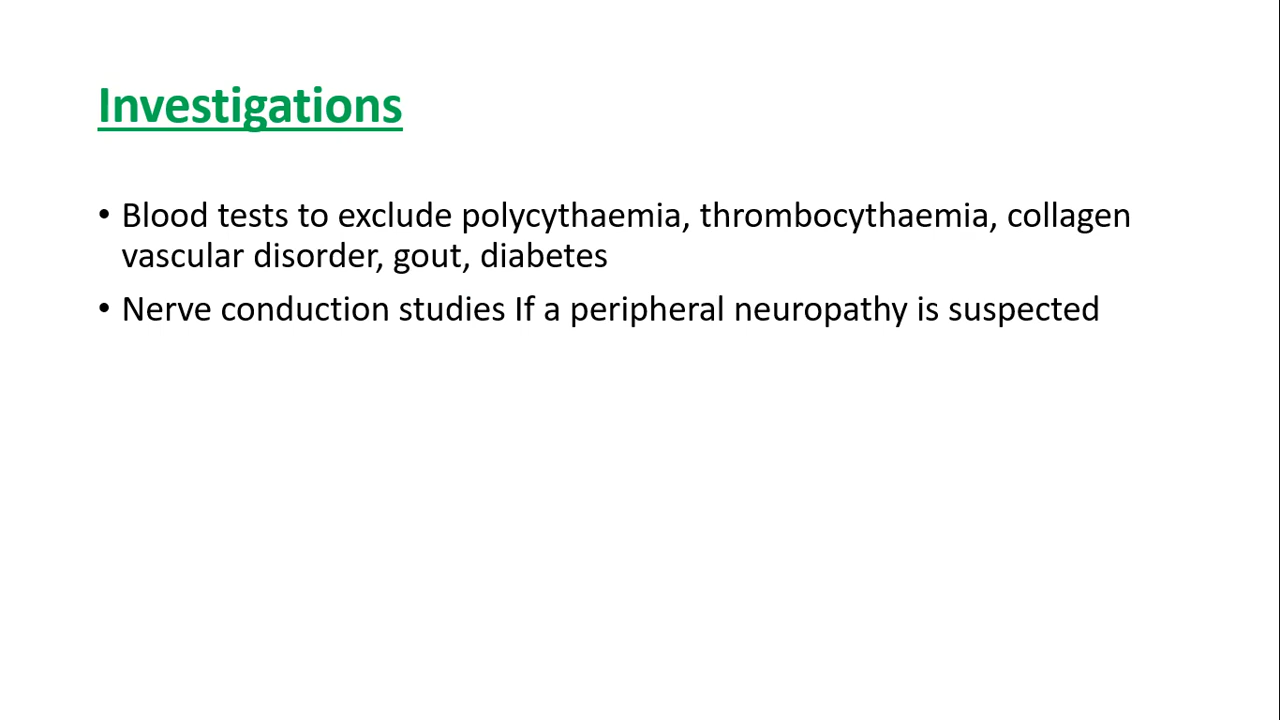 Investigations
• Blood tests to exclude polycythaemia, thrombocythaemia, collagen
vascular disorder, gout, diabetes
• Nerve conduction studies If a peripheral neuropathy is suspected